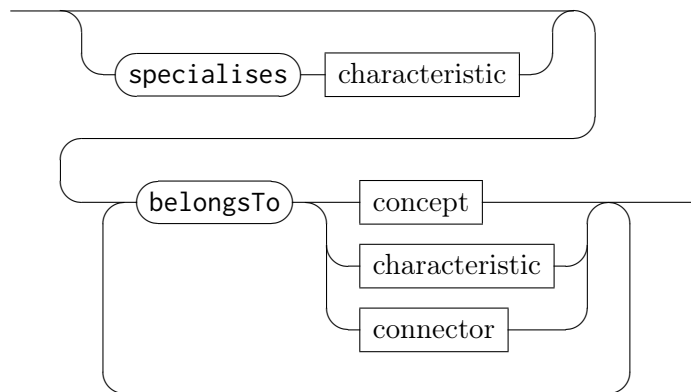 specialises characteristic
belongsTo concept
characteristic
connector